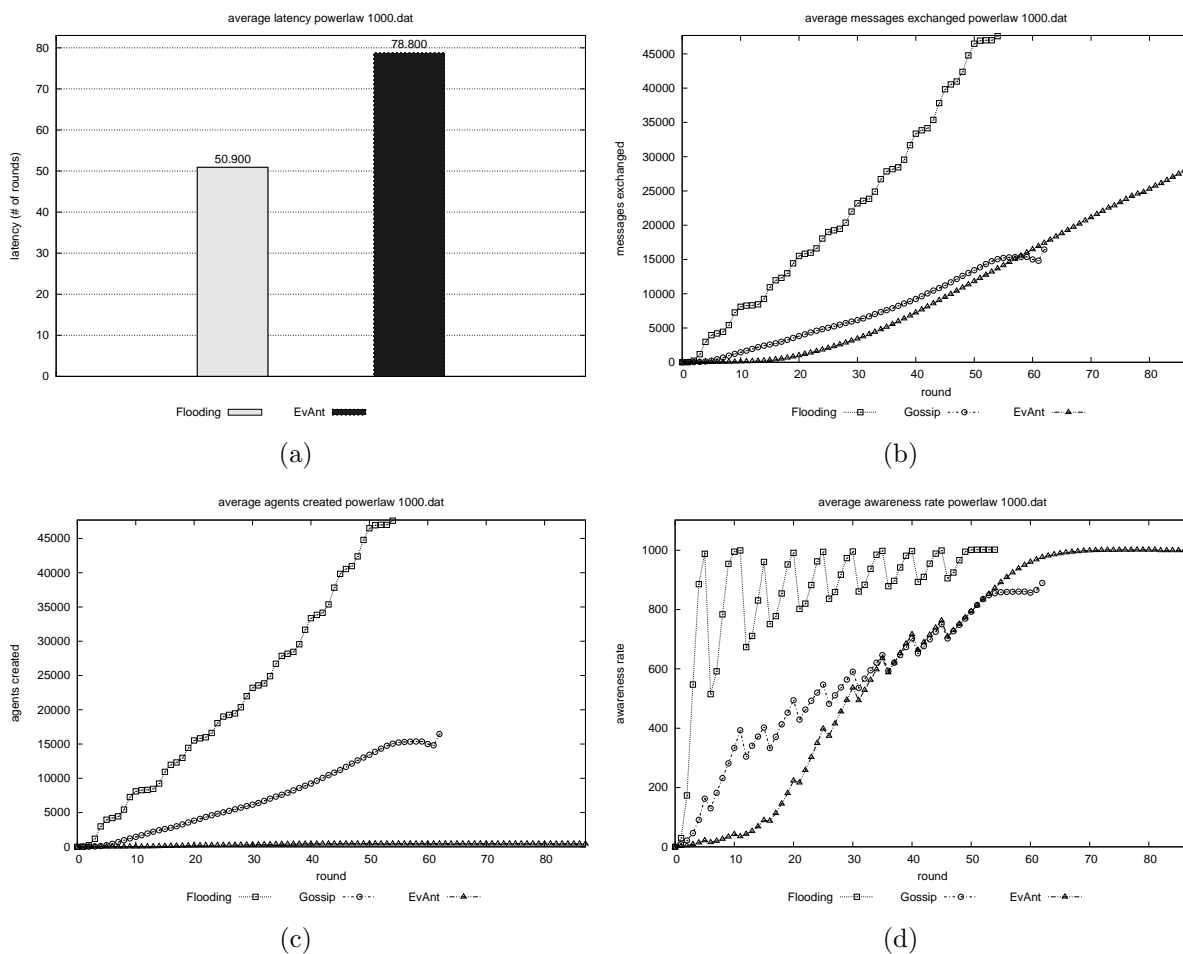 average latency powerlaw 1000.dat
80
70
60
50
40
30
20
10
0
latency (# of rounds)
50.900
78.800
Flooding
EvAnt
(a)
average messages exchanged powerlaw 1000.dat
45000
40000
35000
30000
25000
20000
15000
10000
5000
0
messages exchanged
0 10 20 30 40 50 60 70 80
round
Flooding Gossip EvAnt
(b)
average agents created powerlaw 1000.dat
45000
40000
35000
30000
25000
20000
15000
10000
5000
0
agents created
0 10 20 30 40 50 60 70 80
round
Flooding Gossip EvAnt
(c)
average awareness rate powerlaw 1000.dat
1000
800
600
400
200
0
awareness rate
0 10 20 30 40 50 60 70 80
round
Flooding Gossip EvAnt
(d)